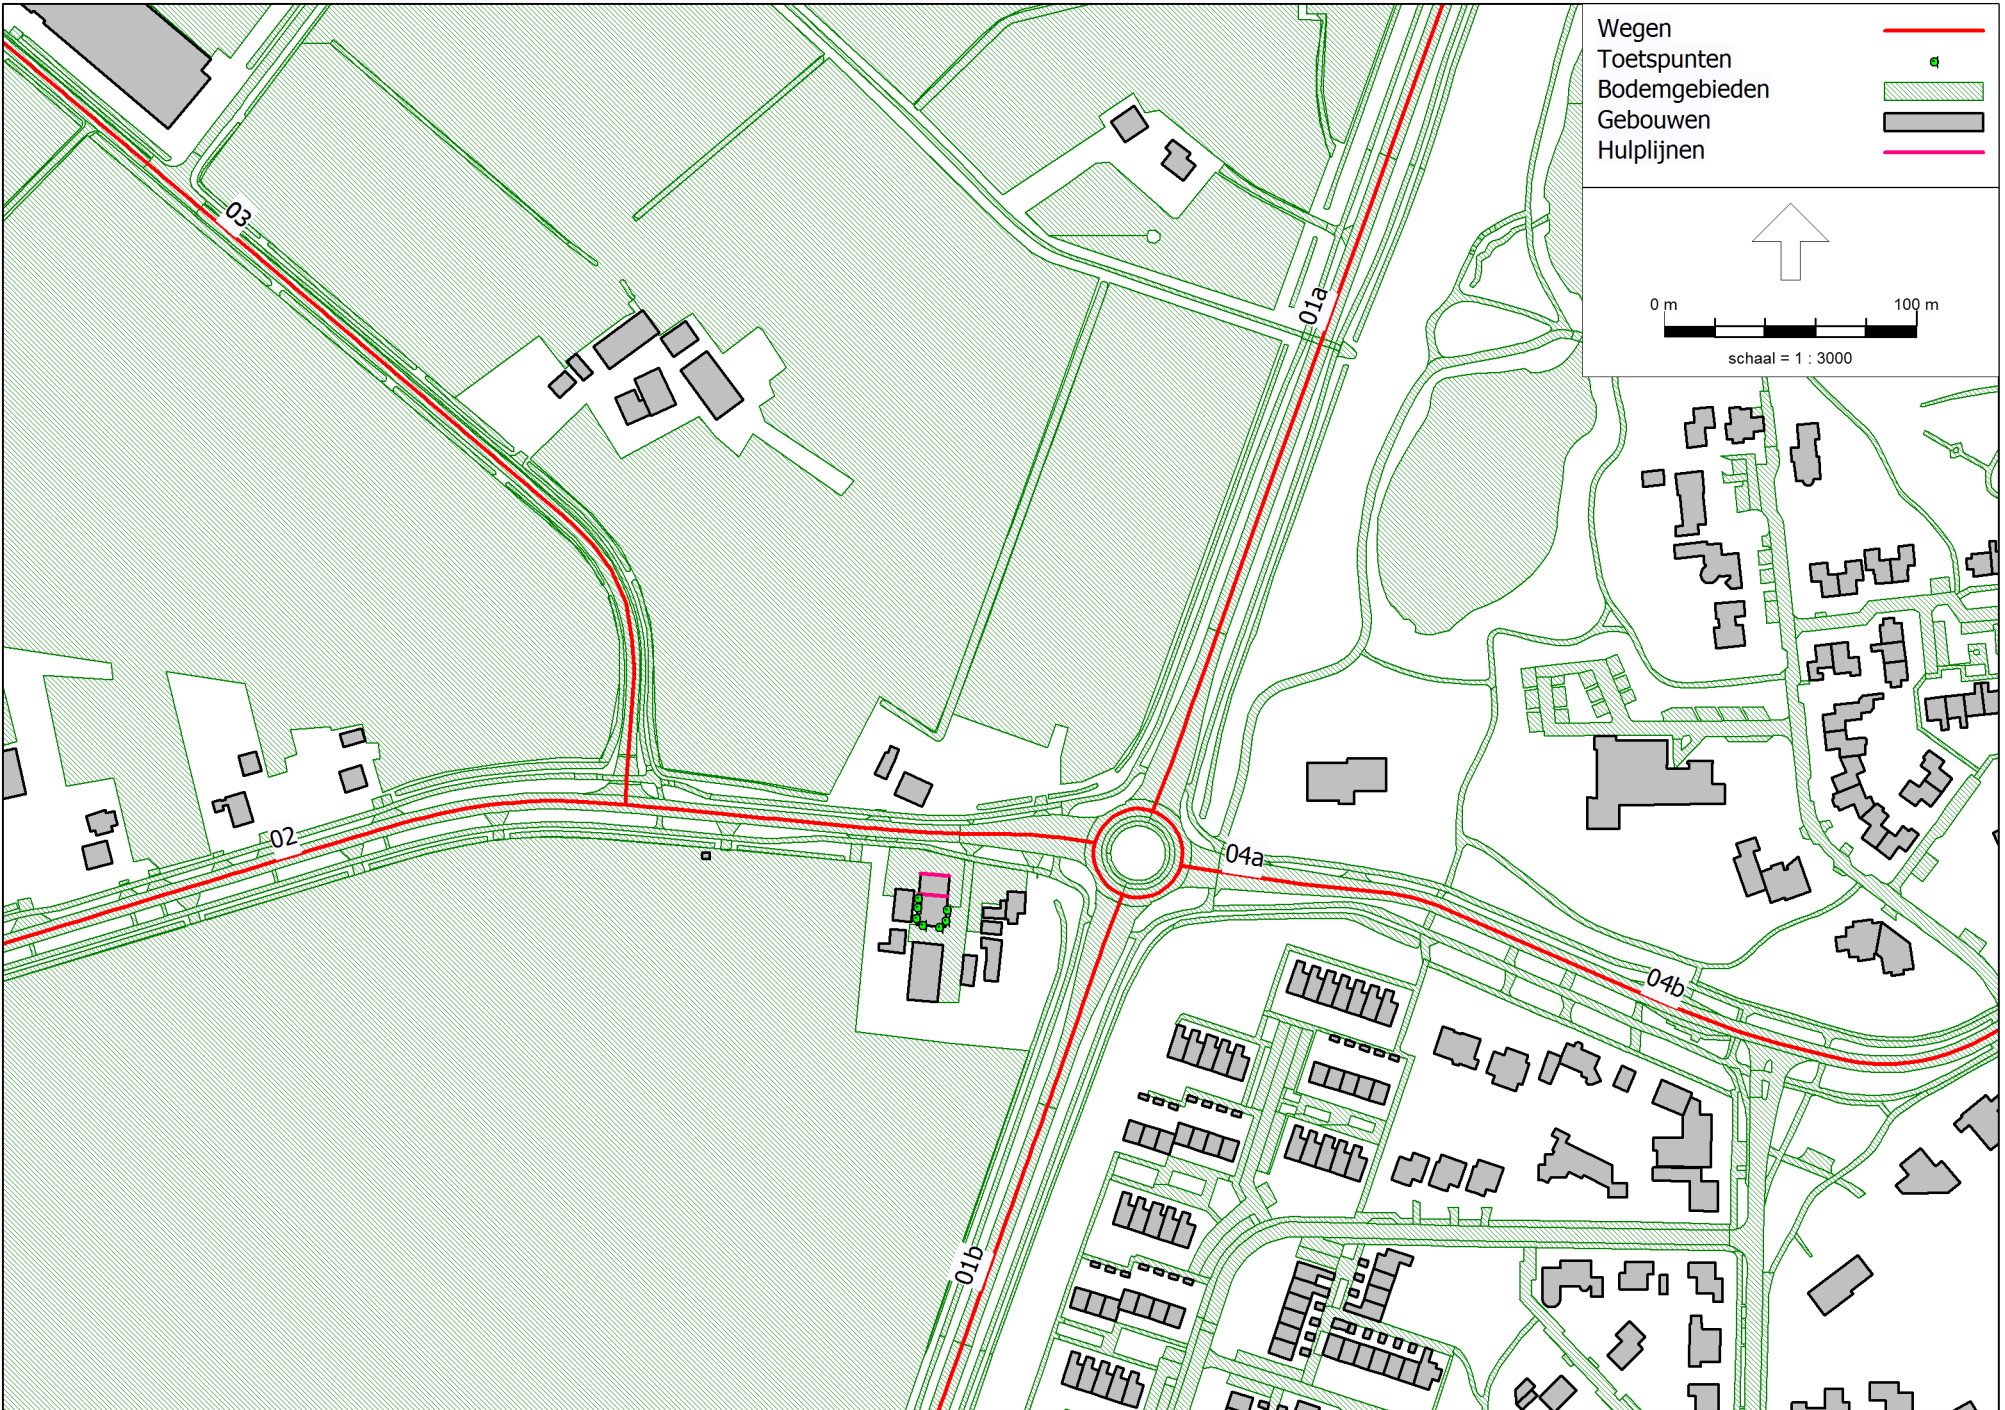 Wegen
Toetspunten
Bodemgebieden
Gebouwen
Hulplijnen
0 m 100 m
schaal = 1 : 3000
03
01a
02
04a
04b
01b